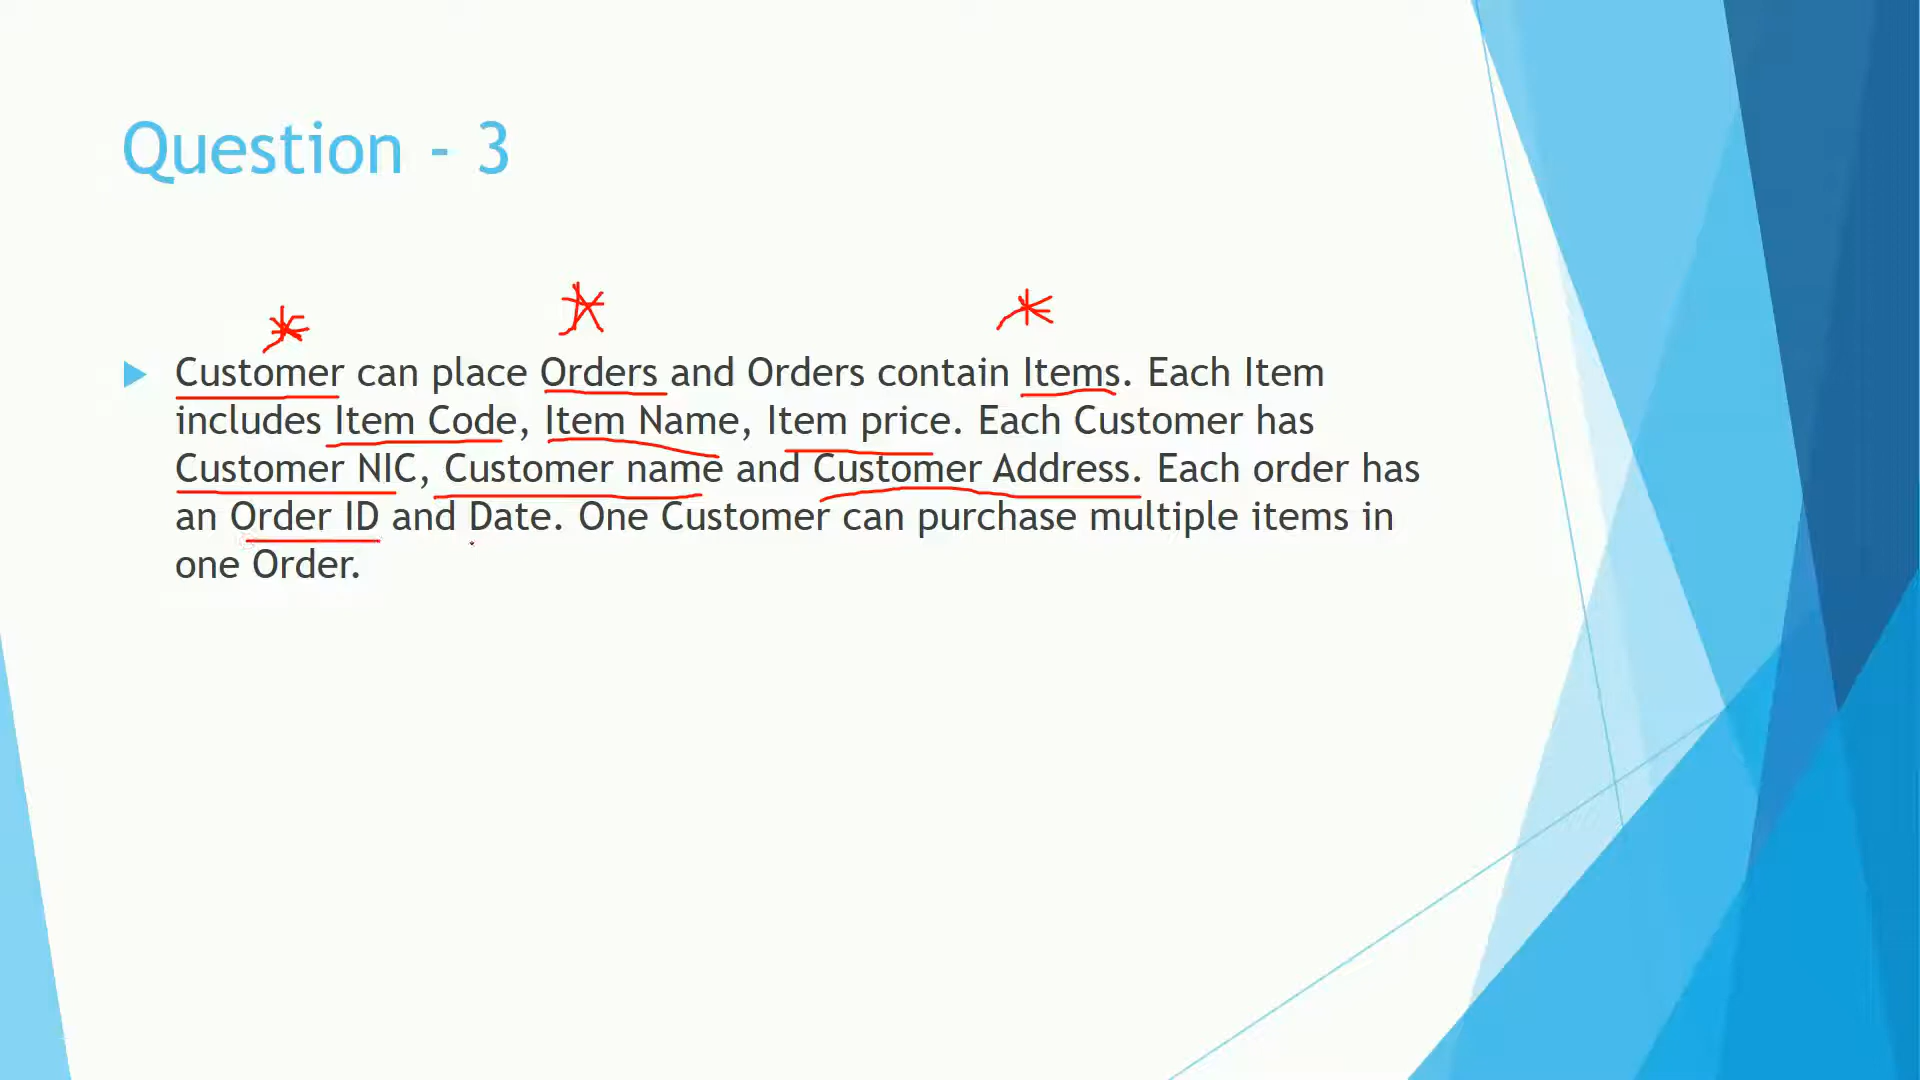 Question - 3
Customer can place Orders and Orders contain Items. Each Item
includes Item Code, Item Name, Item price. Each Customer has
Customer NIC, Customer name and Customer Address. Each order has
an Order ID and Date. One Customer can purchase multiple items in
one Order.